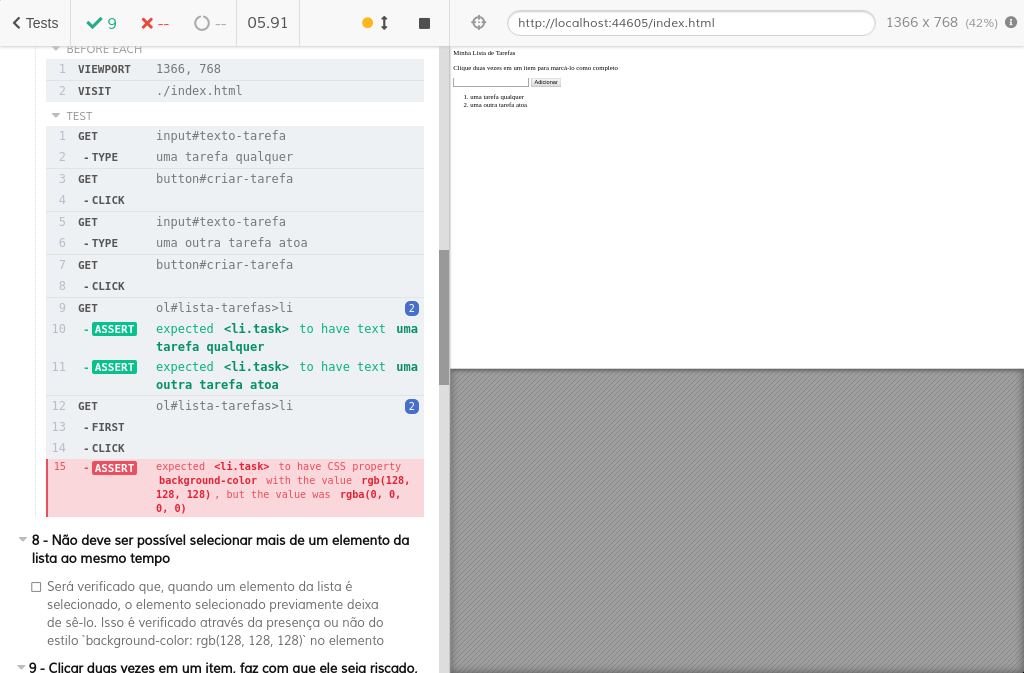 Tests
9
--
--
05.91
http://localhost:44605/index.html
1366 x 768 (42%)
BEFORE EACH
1 VIEWPORT 1366, 768
2 VISIT ./index.html
TEST
1 GET input#texto-tarefa
2 -TYPE uma tarefa qualquer
3 GET button#criar-tarefa
4 -CLICK
5 GET input#texto-tarefa
6 -TYPE uma outra tarefa atoa
7 GET button#criar-tarefa
8 -CLICK
9 GET ol#lista-tarefas>li 2
10 -ASSERT expected <li.task> to have text uma
tarefa qualquer
11 -ASSERT expected <li.task> to have text uma
outra tarefa atoa
12 GET ol#lista-tarefas>li 2
13 -FIRST
14 -CLICK
15 -ASSERT expected <li.task> to have CSS property
background-color with the value rgb(128,
128, 128), but the value was rgba(0, 0,
0, 0)
8 - Não deve ser possível selecionar mais de um elemento da
lista ao mesmo tempo
Será verificado que, quando um elemento da lista é
selecionado, o elemento selecionado previamente deixa
de sê-lo. Isso é verificado através da presença ou não do
estilo `background-color: rgb(128, 128, 128)` no elemento
9 - Clicar duas vezes em um item, faz com que ele seja riscado,
Minha Lista de Tarefas
Clique duas vezes em um item para marcá-lo como completo
Adicionar
1. uma tarefa qualquer
2. uma outra tarefa atoa